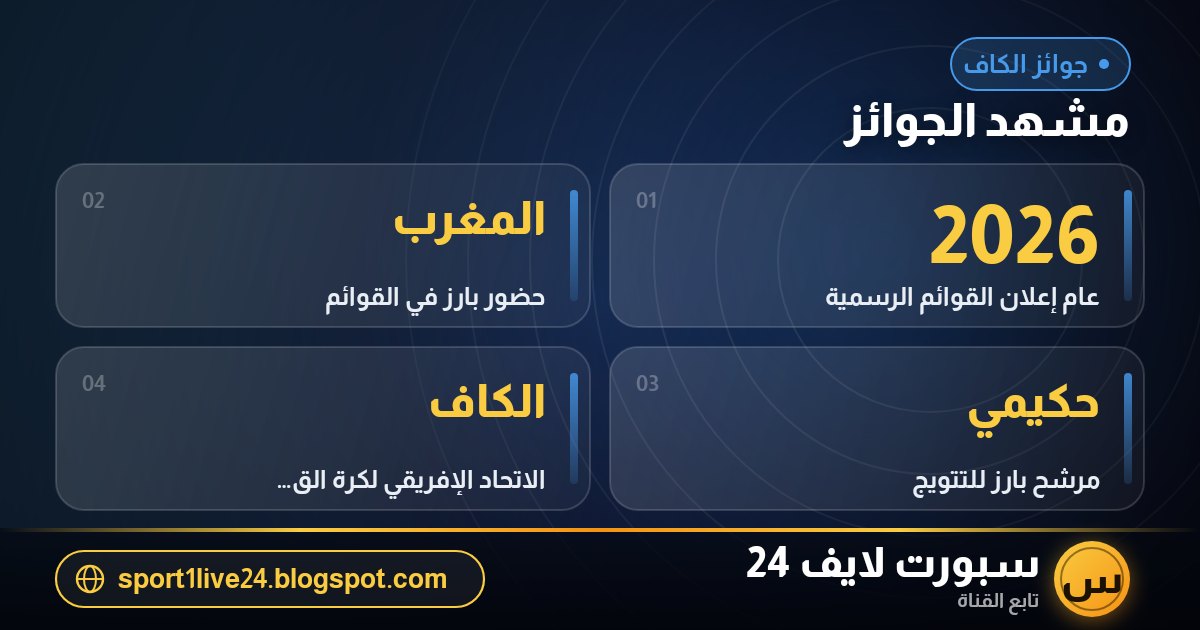 جوائز الكاف
مشهد الجوائز
01
2026
عام إعلان القوائم الرسمية
02
المغرب
حضور بارز في القوائم
03
حكيمي
مرشح بارز للتتويج
04
الكاف
الاتحاد الإفريقي لكرة الق...
س
سبورت لايف 24
تابع القناة
sport1live24.blogspot.com